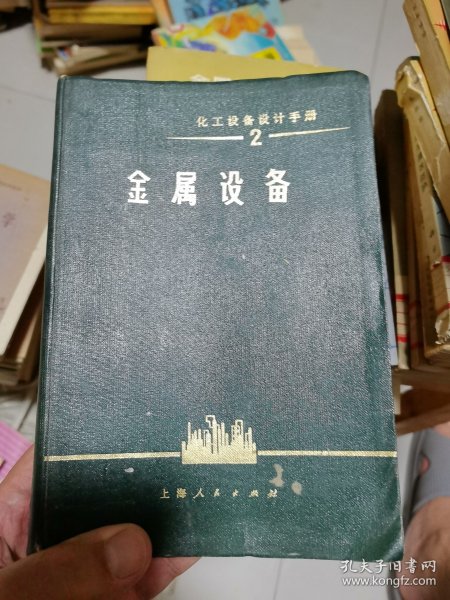 化工设备设计手册
2
金属设备
上海人民出版社
孔夫子旧书网
www.kongfz.com